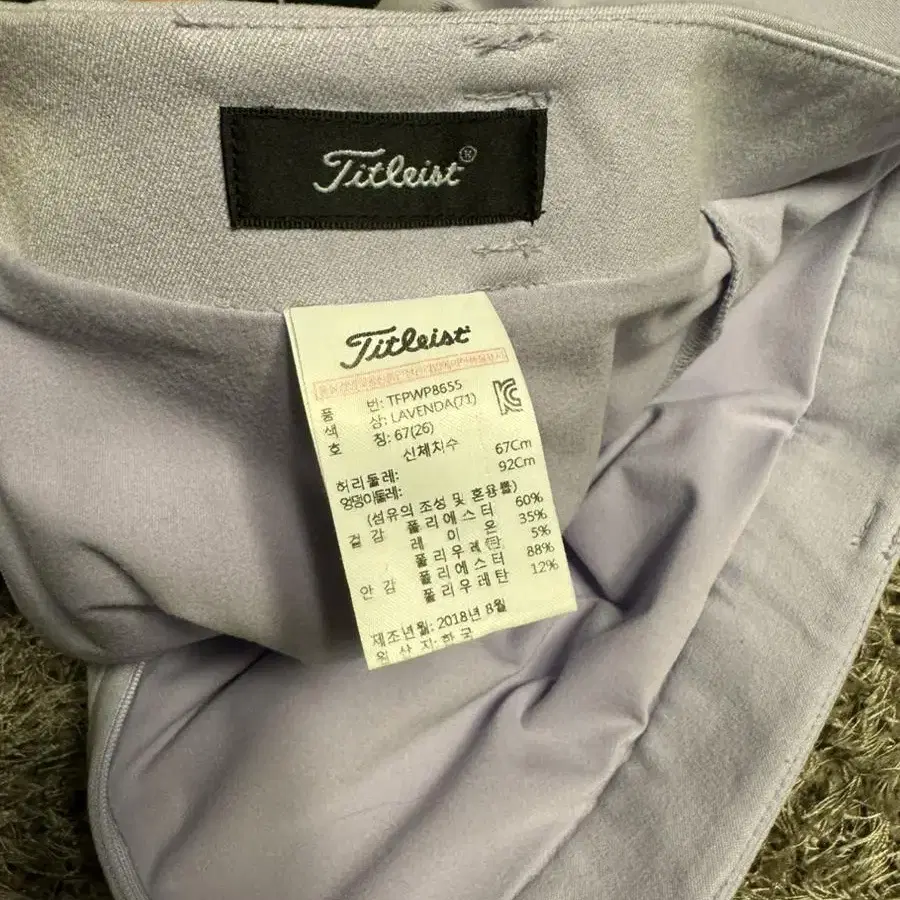 Titleist®
Titleist
품 번: TFPWP8655
색 상: LAVENDA(71)
호 칭: 67(26)
신체치수
허리둘레: 67Cm
엉덩이둘레: 92Cm
(섬유의 조성 및 혼용률)
겉 감 폴 리 에 스 터 60%
레 이 온 35%
폴 리 우 레 탄 5%
안 감 폴 리 에 스 터 88%
폴 리 우 레 탄 12%
제조년월: 2018년 8월
원 산 지: 한 국